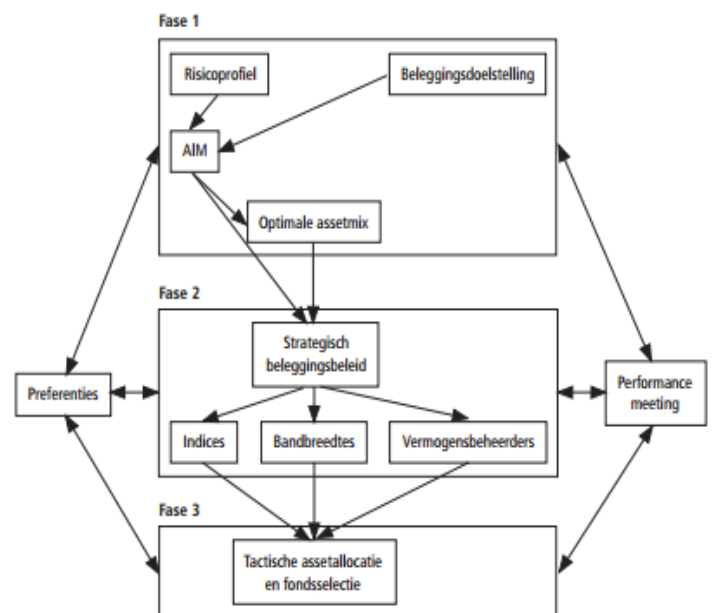 Fase 1
Risicoprofiel
Beleggingsdoelstelling
AIM
Optimale assetmix
Fase 2
Strategisch
beleggingsbeleid
Preferenties
Performance
meeting
Indices
Bandbreedtes
Vermogensbeheerders
Fase 3
Tactische assetallocatie
en fondsselectie